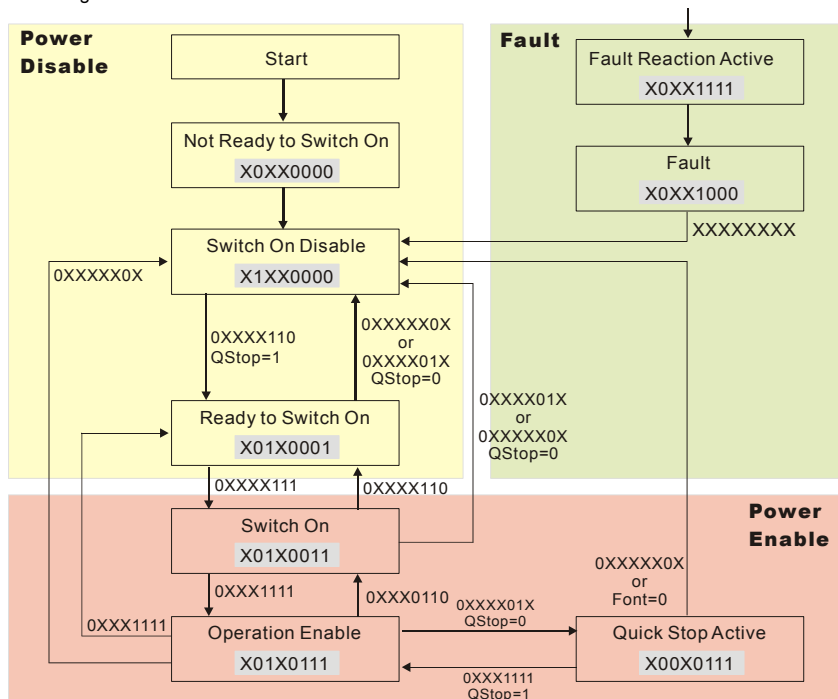 Power
Disable
Start
Not Ready to Switch On
X0XX0000
Switch On Disable
X1XX0000
0XXXXX0X
0XXXX110
QStop=1
0XXXXX0X
or
0XXXX01X
QStop=0
Ready to Switch On
X01X0001
0XXXX111
0XXXX110
Fault
Fault Reaction Active
X0XX1111
Fault
X0XX1000
XXXXXXXX
0XXXX01X
or
0XXXXX0X
QStop=0
Power
Enable
Switch On
X01X0011
0XXX1111
0XXX0110
0XXX1111
Operation Enable
X01X0111
0XXXX01X
QStop=0
0XXX1111
QStop=1
0XXXXX0X
or
Font=0
Quick Stop Active
X00X0111